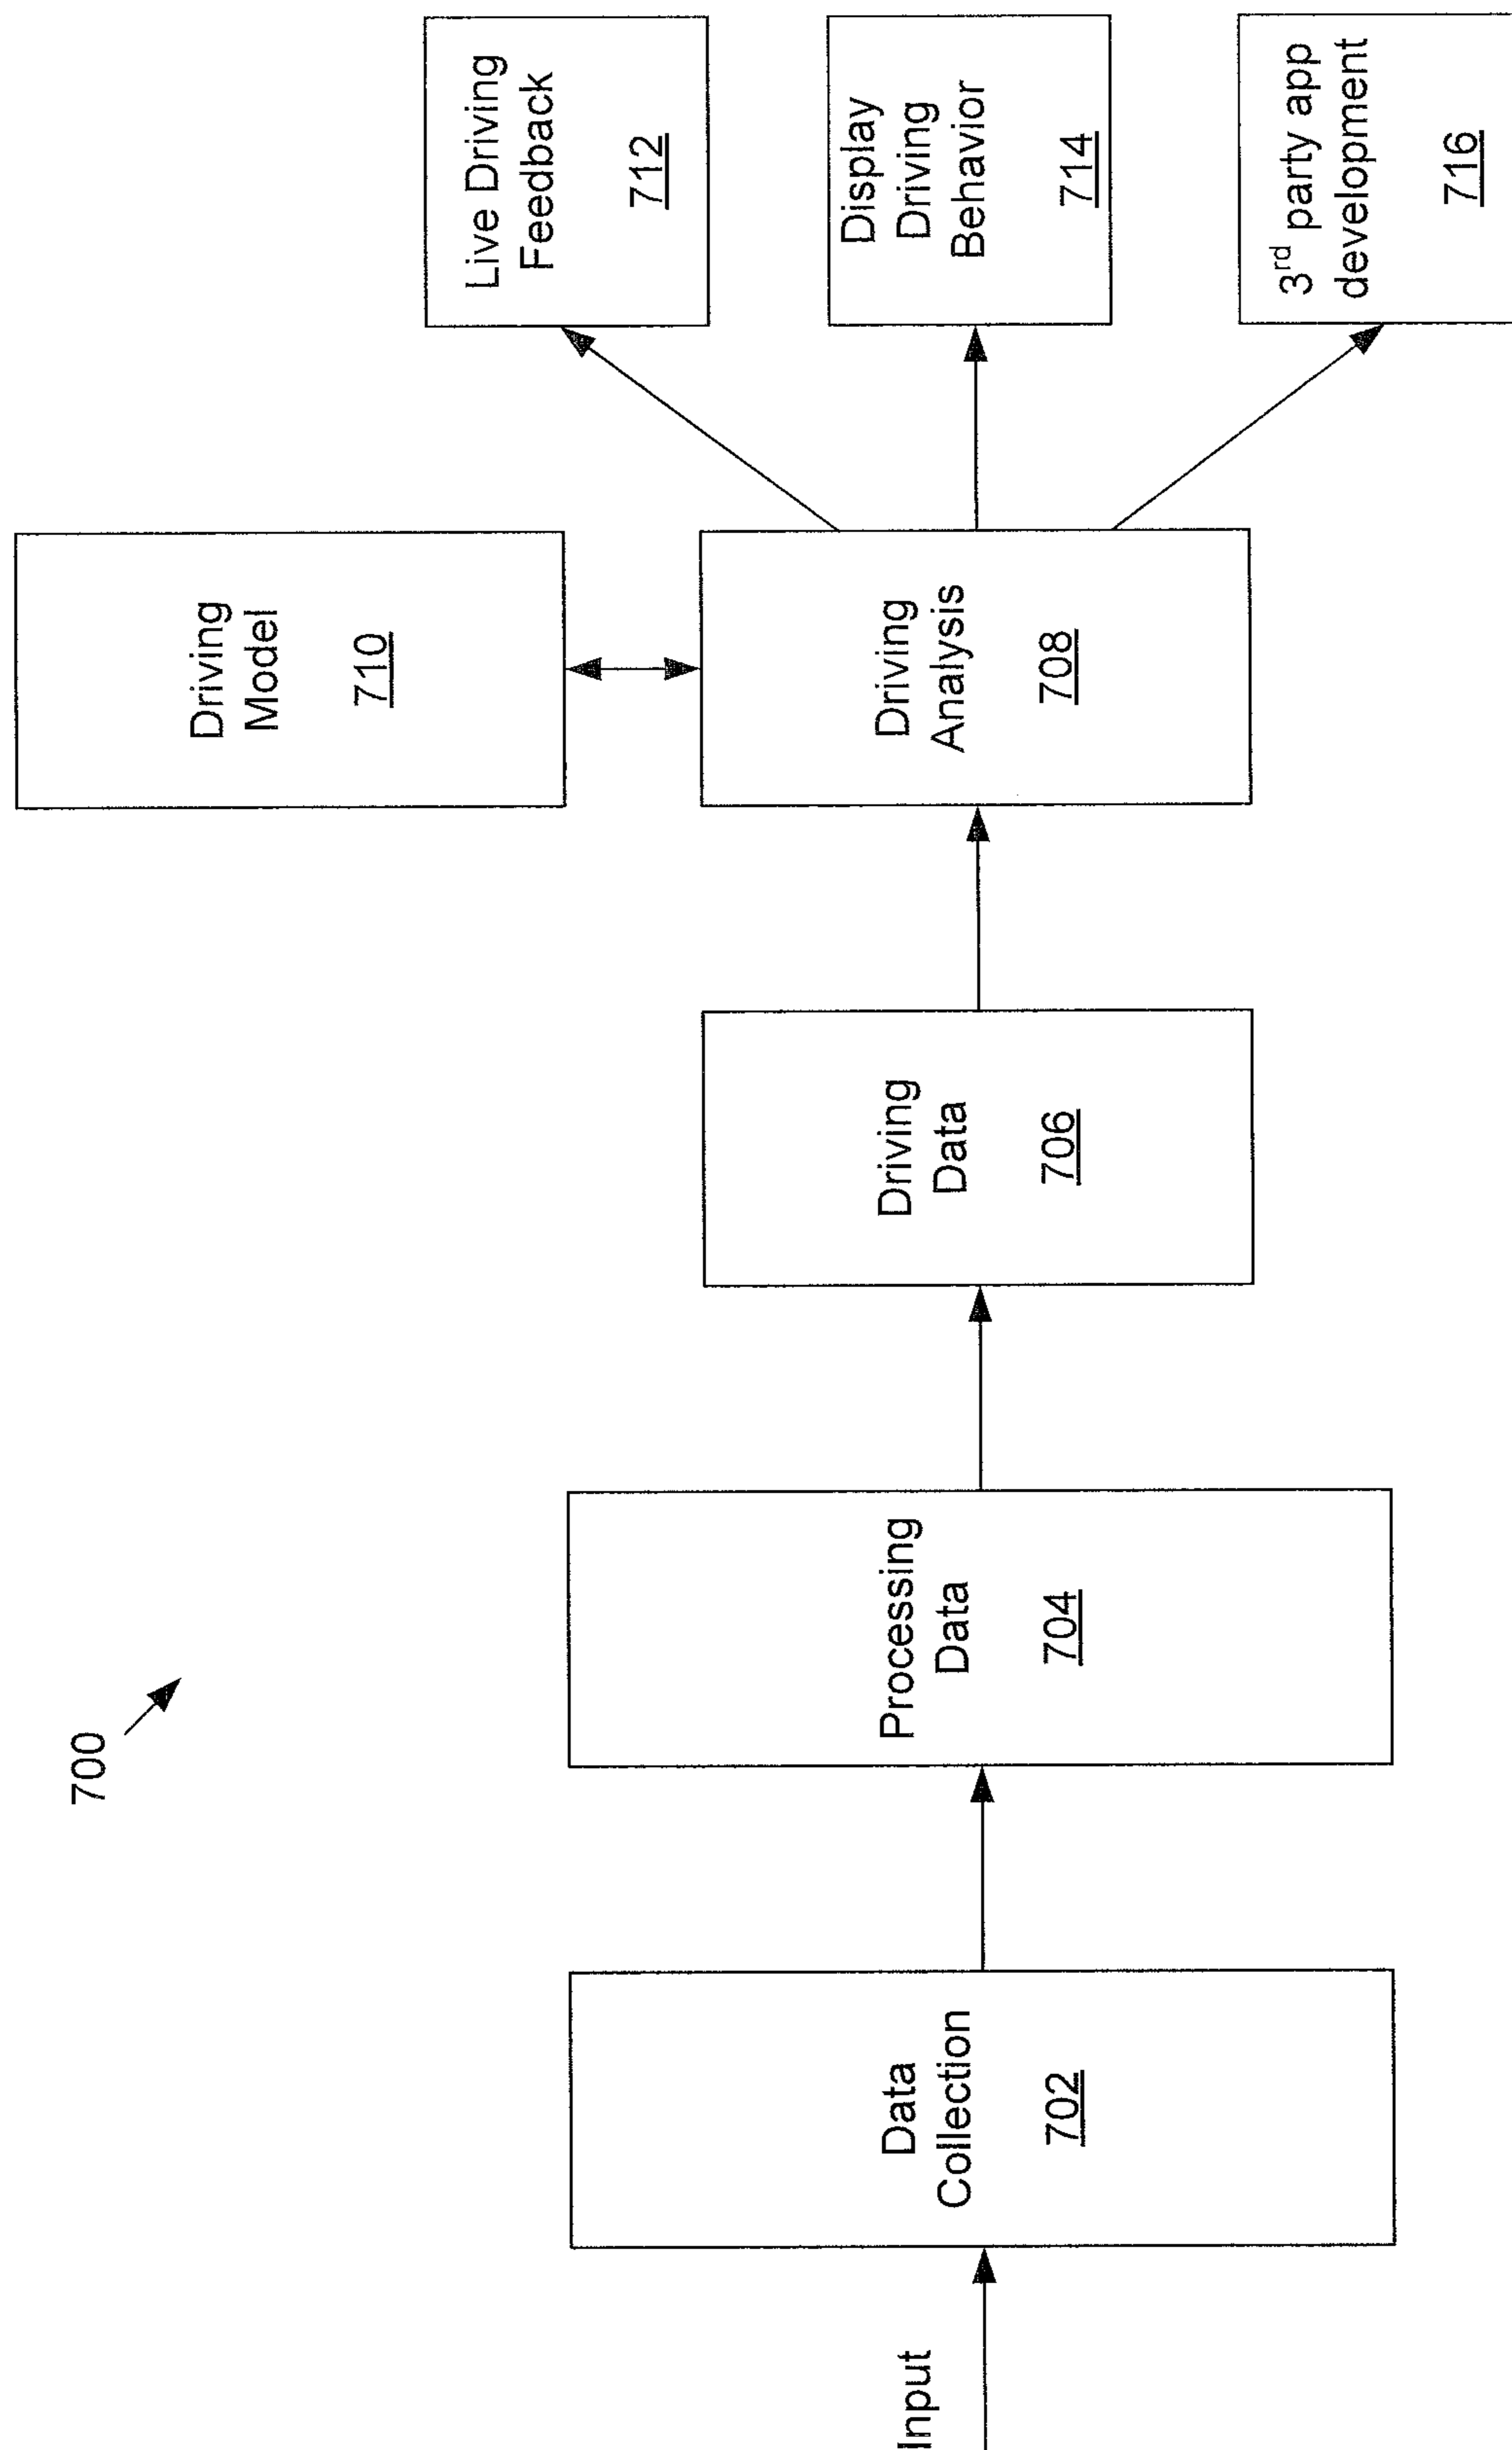 700
Input
Data
Collection
702
Processing
Data
704
Driving
Data
706
Driving
Analysis
708
Driving
Model
710
Live Driving
Feedback
712
Display
Driving
Behavior
714
3rd party app
development
716